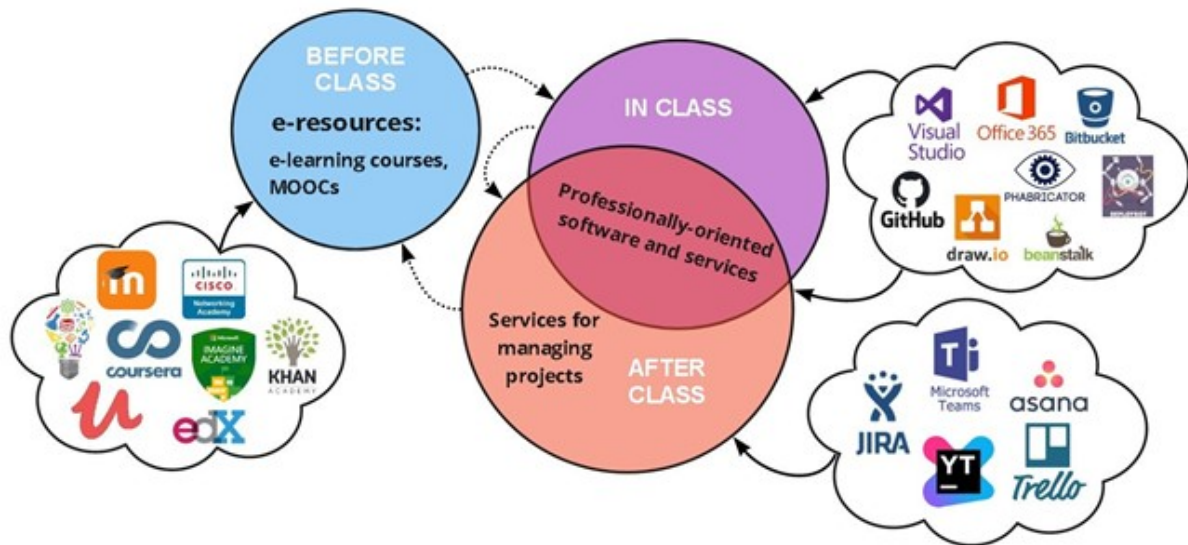 BEFORE
CLASS
e-resources:
e-learning courses,
MOOCs
IN CLASS
Professionally-oriented
software and services
Services for
managing
projects
AFTER
CLASS
m
CISCO
Networking
Academy
coursera
Microsoft
IMAGINE
ACADEMY
KHAN
ACADEMY
u
edX
Visual
Studio
Office 365
Bitbucket
GitHub
PHABRICATOR
draw.io
beanstalk
JIRA
Microsoft
Teams
asana
YT
Trello